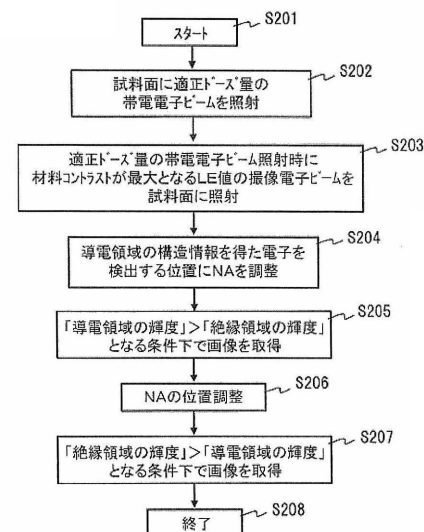 S201
スタート
S202
試料面に適正ドーズ量の
帯電電子ビームを照射
S203
適正ドーズ量の帯電電子ビーム照射時に
材料コントラストが最大となるLE値の撮像電子ビームを
試料面に照射
S204
導電領域の構造情報を得た電子を
検出する位置にNAを調整
S205
「導電領域の輝度」>「絶縁領域の輝度」
となる条件下で画像を取得
S206
NAの位置調整
S207
「絶縁領域の輝度」>「導電領域の輝度」
となる条件下で画像を取得
S208
終了